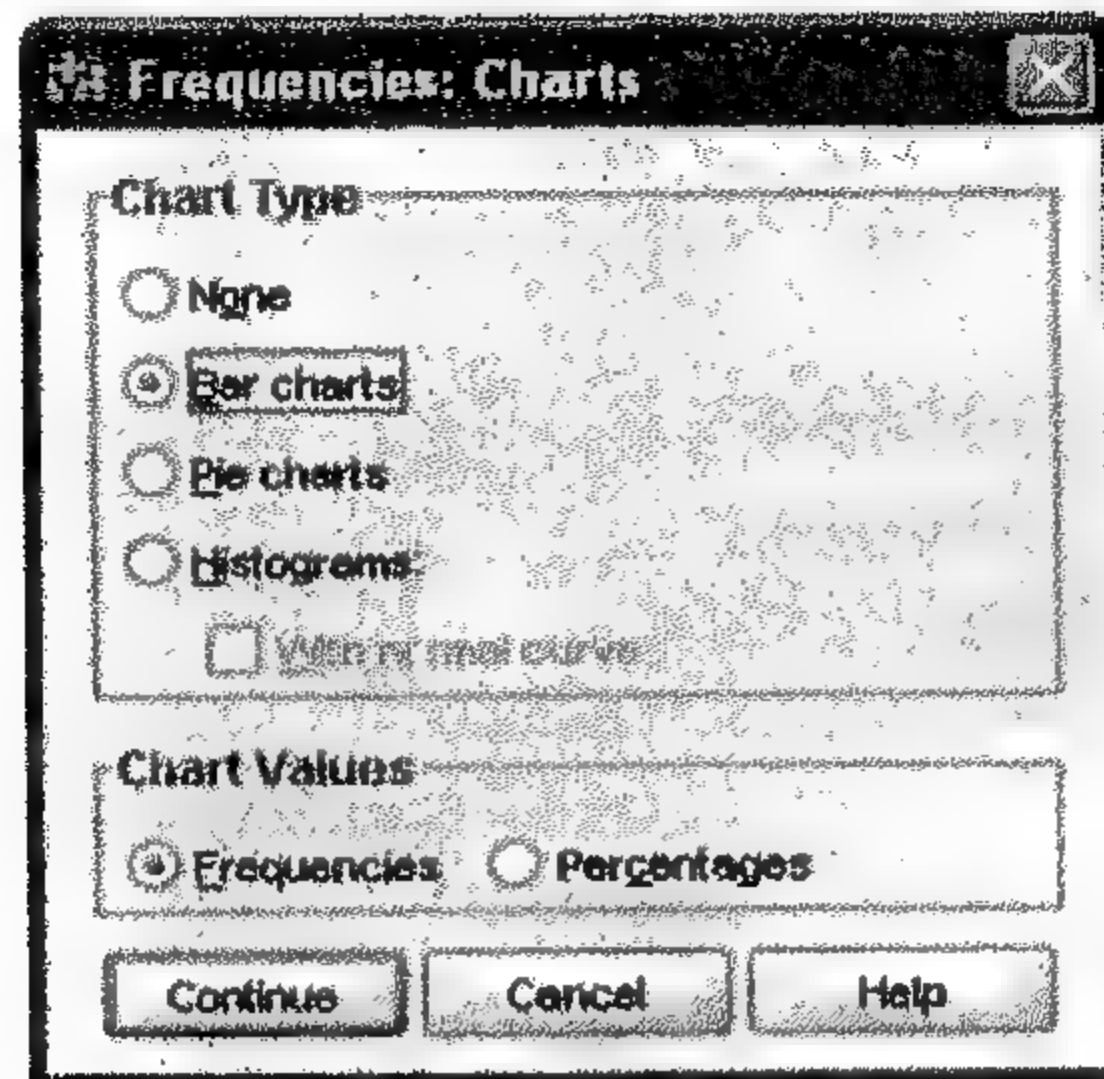 Frequencies: Charts
Chart Type
None
Bar charts
Pie charts
Histograms
With normal curve
Chart Values
Frequencies Percentages
Continue Cancel Help